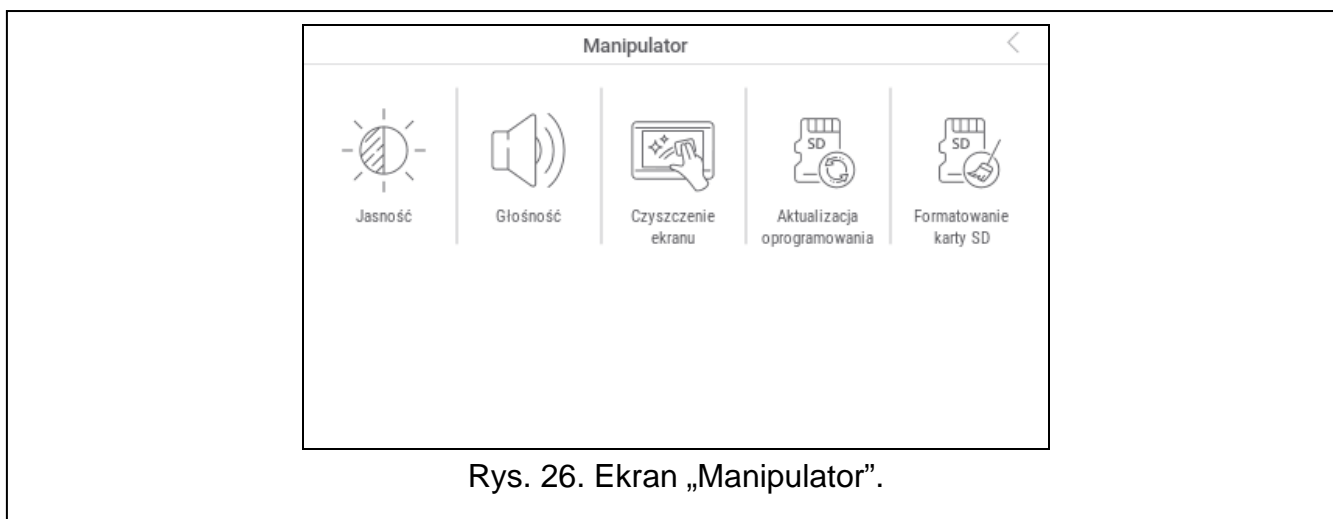 Manipulator
Jasność
Głośność
Czyszczenie
ekranu
SD
Aktualizacja
oprogramowania
SD
Formatowanie
karty SD
Rys. 26. Ekran „Manipulator”.